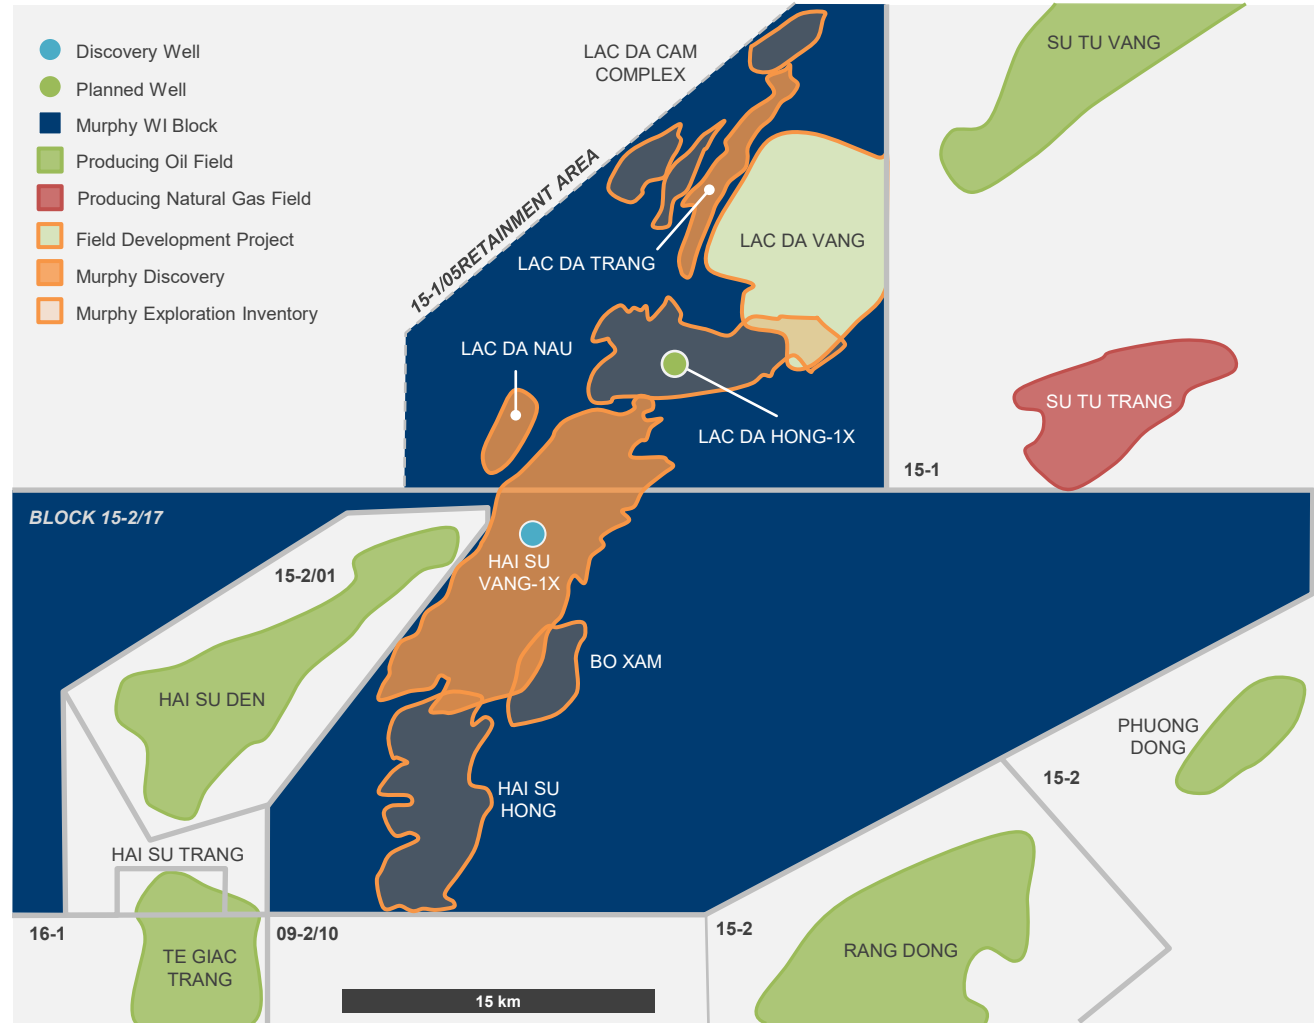 Discovery Well
Planned Well
Murphy WI Block
Producing Oil Field
Producing Natural Gas Field
Field Development Project
Murphy Discovery
Murphy Exploration Inventory
LAC DA CAM
COMPLEX
SU TU VANG
15-1/05RETAINMENT AREA
LAC DA VANG
LAC DA TRANG
LAC DA NAU
SU TU TRANG
LAC DA HONG-1X
15-1
BLOCK 15-2/17
HAI SU
VANG-1X
15-2/01
BO XAM
HAI SU DEN
PHUONG
DONG
15-2
HAI SU
HONG
HAI SU TRANG
16-1
09-2/10
15-2
TE GIAC
TRANG
RANG DONG
15 km